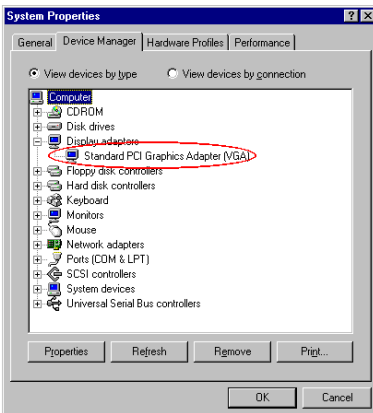 System Properties
General Device Manager Hardware Profiles Performance
View devices by type View devices by connection
Computer
CDROM
Disk drives
Display adapters
Standard PCI Graphics Adapter (VGA)
Floppy disk controllers
Hard disk controllers
Keyboard
Monitors
Mouse
Network adapters
Ports (COM & LPT)
SCSI controllers
System devices
Universal Serial Bus controllers
Properties Refresh Remove Print...
OK Cancel